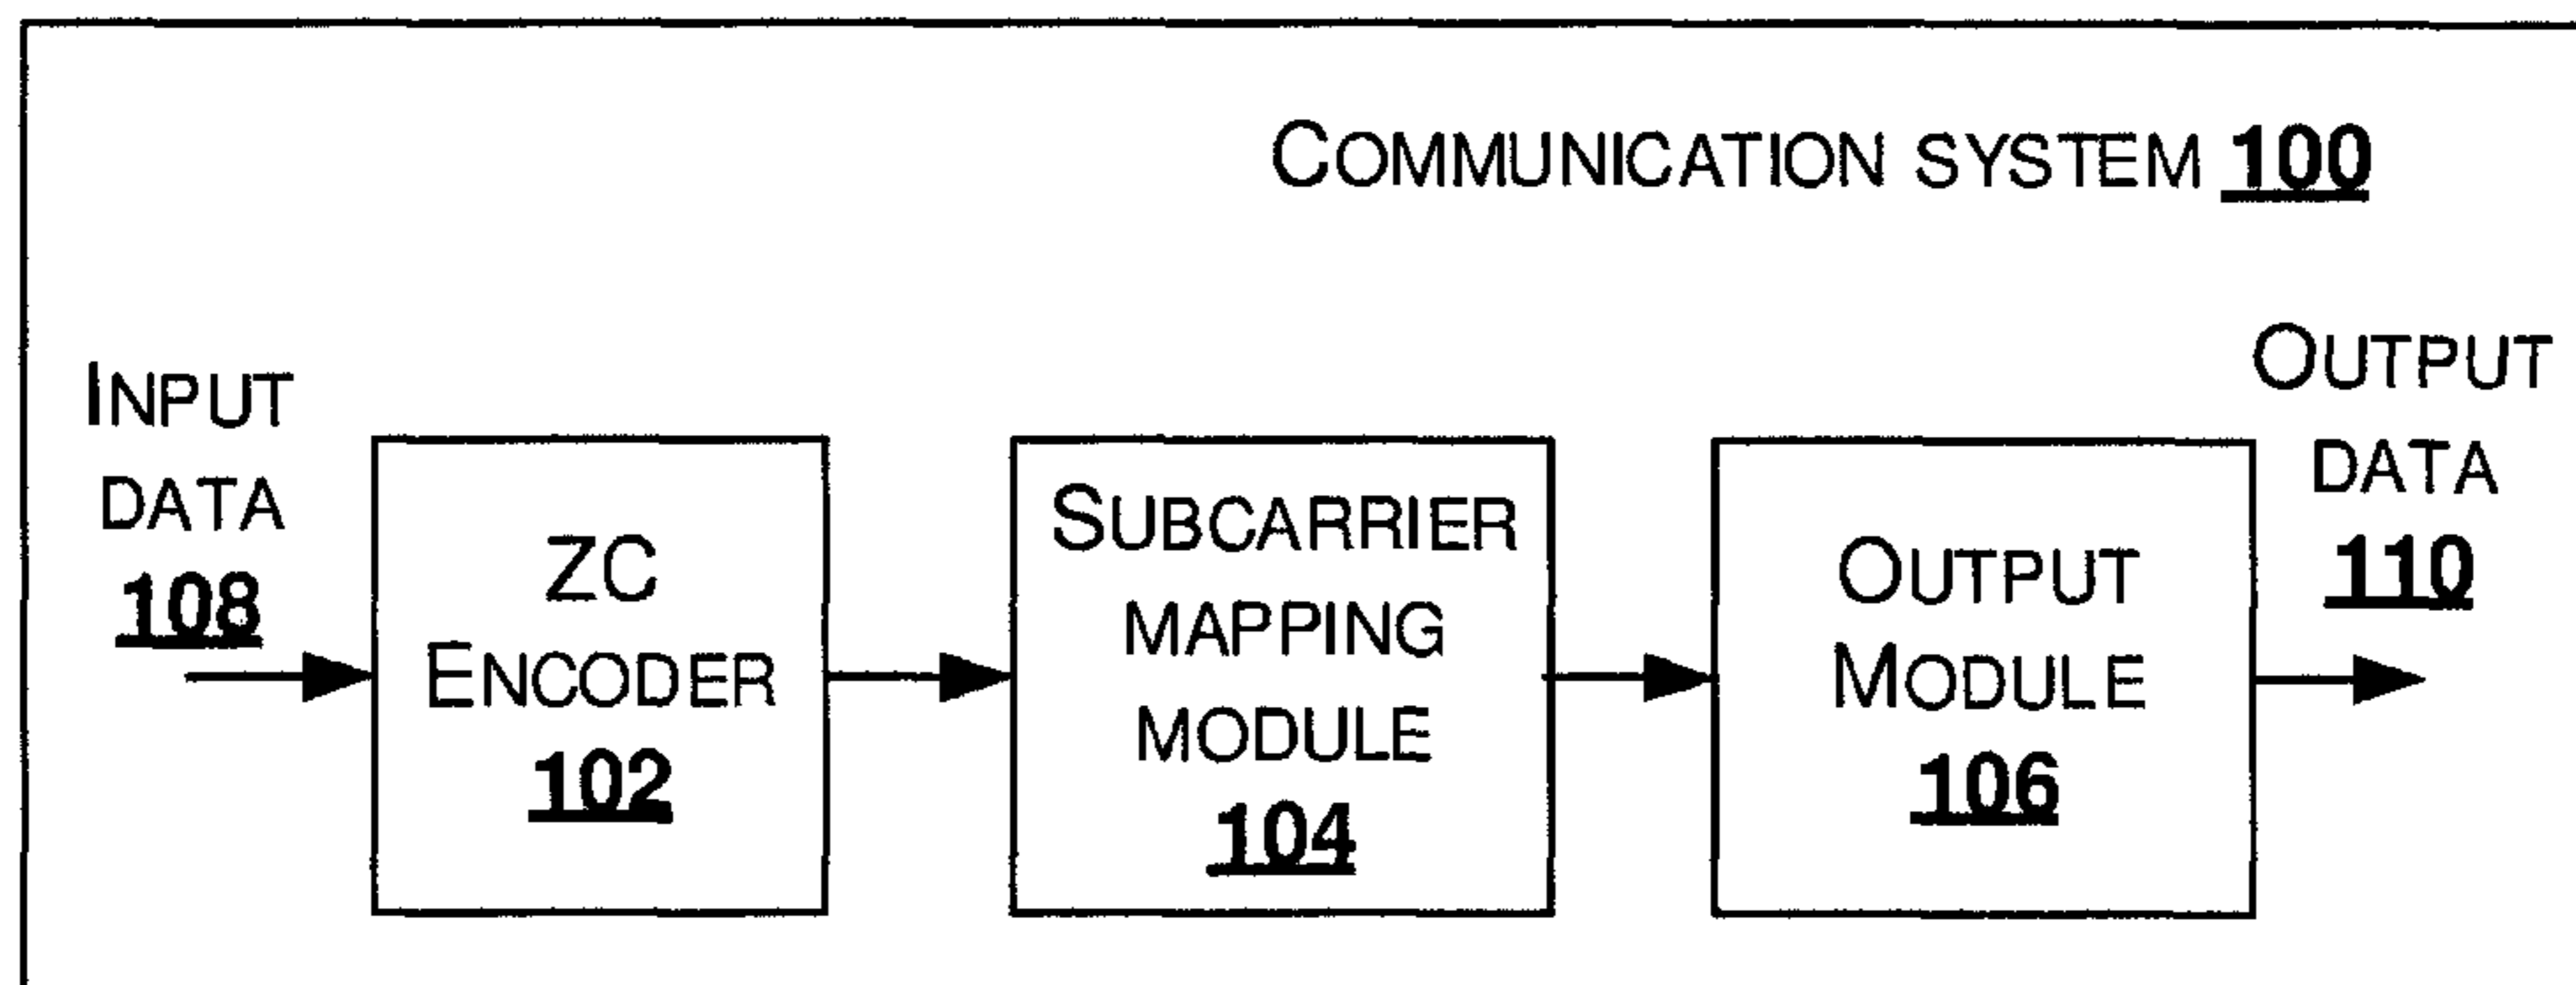 COMMUNICATION SYSTEM 100
INPUT
DATA
108
ZC
ENCODER
102
SUBCARRIER
MAPPING
MODULE
104
OUTPUT
MODULE
106
OUTPUT
DATA
110